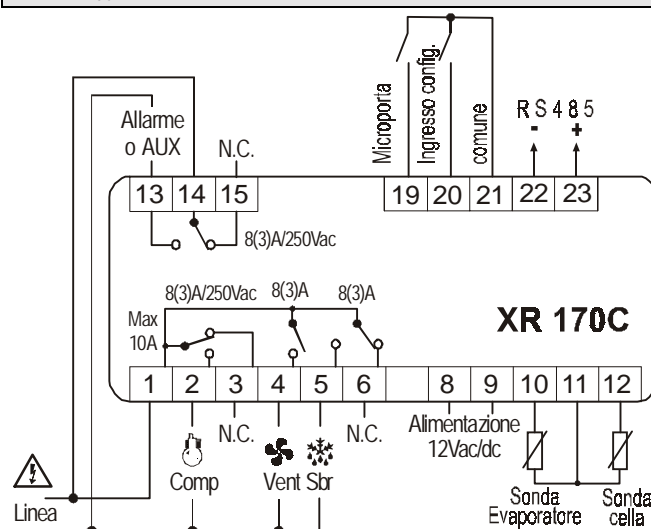 Microporta
Ingresso config.
comune
RS485
- +
Allarme
o AUX
N.C.
13 14 15
19 20 21 22 23
8(3)A/250Vac
8(3)A/250Vac 8(3)A 8(3)A
Max
10A
XR 170C
1 2 3 4 5 6 8 9 10 11 12
N.C.
N.C.
Alimentazione
12Vac/dc
Comp
Vent Sbr
Linea
Sonda
Evaporatore
Sonda
cella